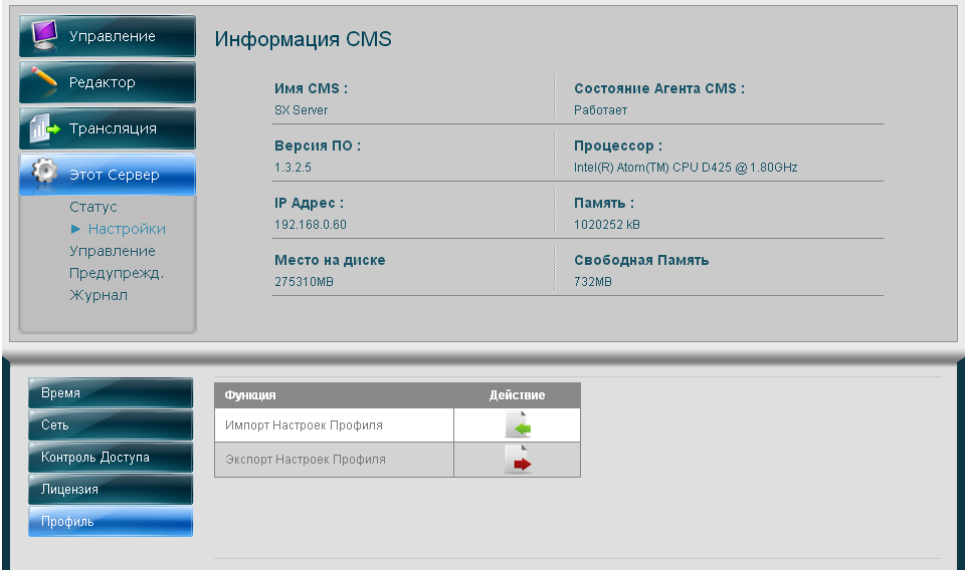 Управление
Редактор
Трансляция
Этот Сервер
Статус
► Настройки
Управление
Предупрежд.
Журнал
Информация CMS
Имя CMS :
SX Server
Состояние Агента CMS :
Работает
Версия ПО :
1.3.2.5
Процессор :
Intel(R) Atom(TM) CPU D425 @ 1.80GHz
IP Адрес :
192.168.0.60
Память :
1020252 kB
Место на диске
275310MB
Свободная Память
732MB
Время
Сеть
Контроль Доступа
Лицензия
Профиль
Функция Действие
Импорт Настроек Профиля
Экспорт Настроек Профиля